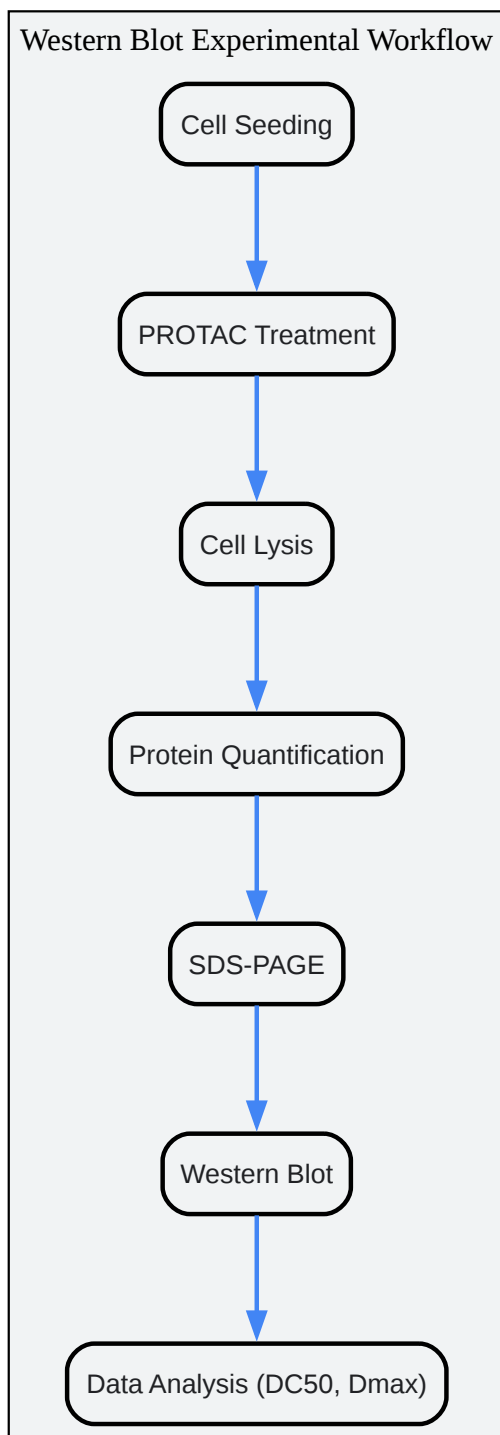 Western Blot Experimental Workflow
Cell Seeding
PROTAC Treatment
Cell Lysis
Protein Quantification
SDS-PAGE
Western Blot
Data Analysis (DC50, Dmax)